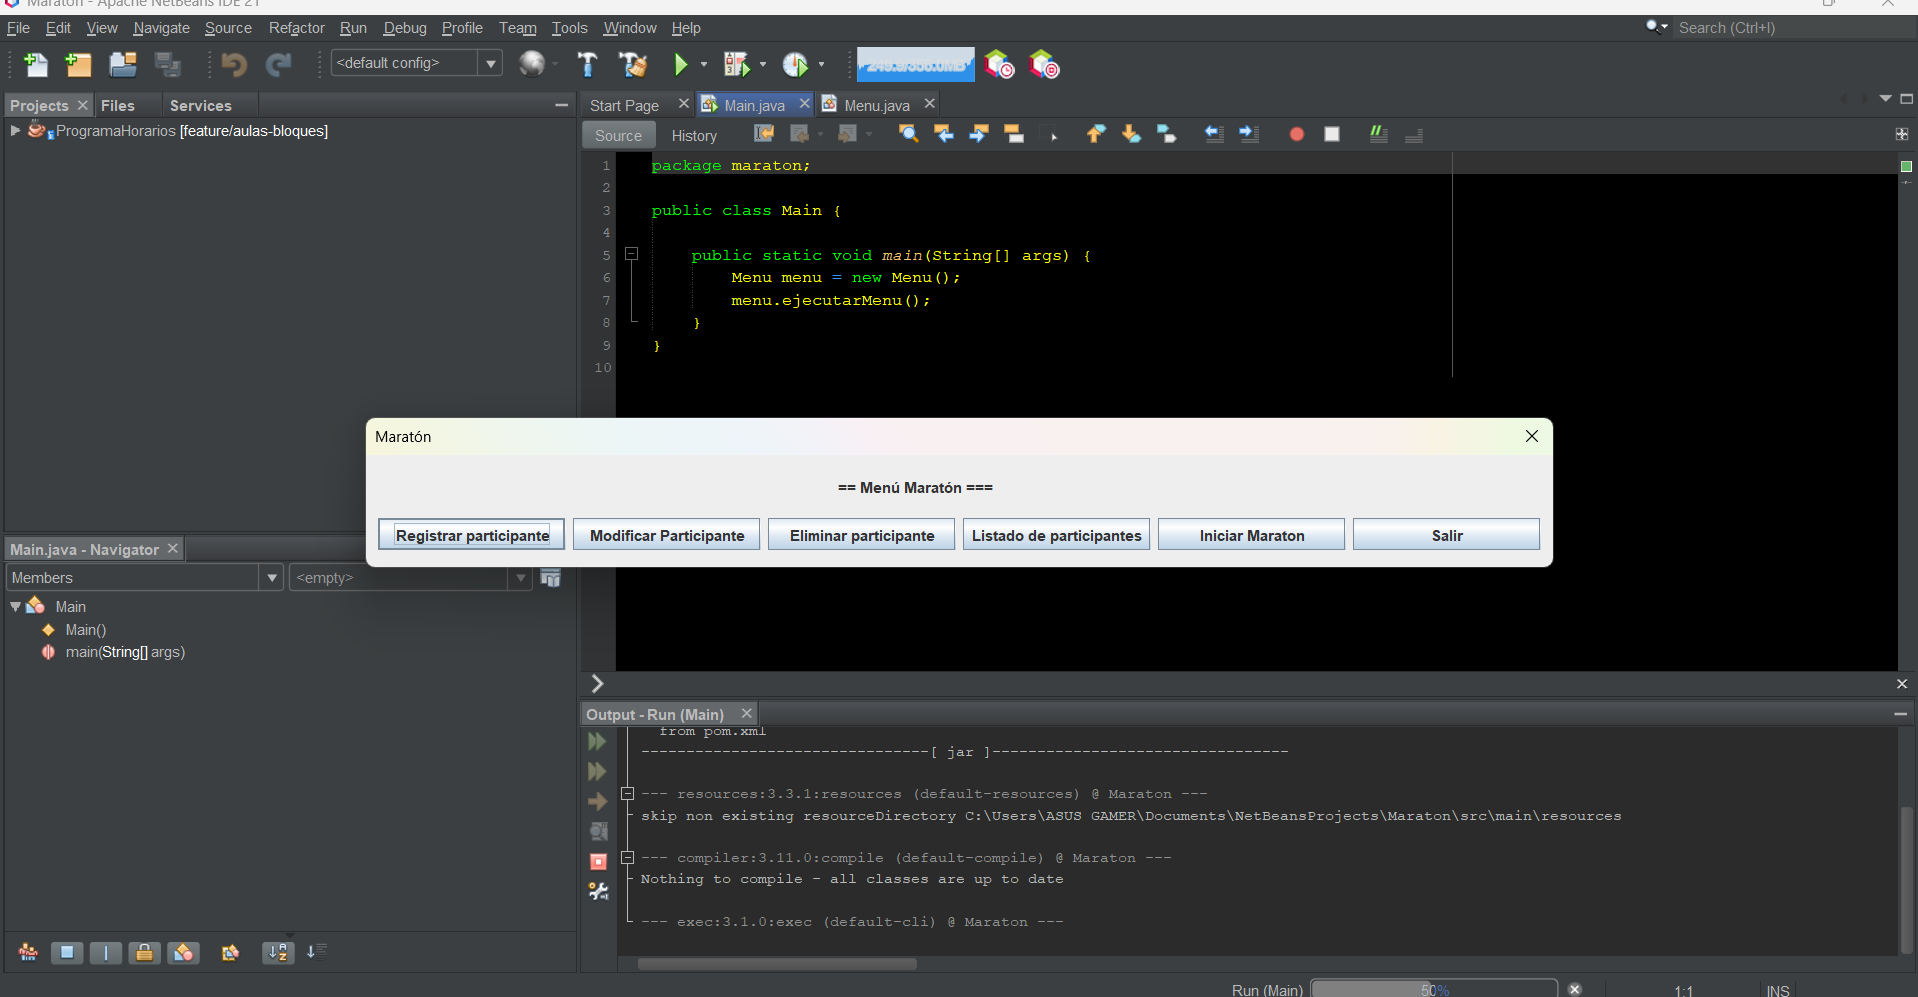 Maraton - Apache NetBeans IDE 21
File Edit View Navigate Source Refactor Run Debug Profile Team Tools Window Help
Search (Ctrl+I)
<default config>
Projects Files Services
Start Page Main.java Menu.java
ProgramaHorarios [feature/aulas-bloques]
Source History
1 package maraton;
2
3 public class Main {
4
5 public static void main(String[] args) {
6 Menu menu = new Menu();
7 menu.ejecutarMenu();
8 }
9 }
10
Maratón
== Menú Maratón ===
Registrar participante Modificar Participante Eliminar participante Listado de participantes Iniciar Maraton Salir
Main.java - Navigator
Members <empty>
Main
Main()
main(String[] args)
Output - Run (Main)
from pom.xml
--------------------------------[ jar ]---------------------------------
--- resources:3.3.1:resources (default-resources) @ Maraton ---
skip non existing resourceDirectory C:\Users\ASUS GAMER\Documents\NetBeansProjects\Maraton\src\main\resources
--- compiler:3.11.0:compile (default-compile) @ Maraton ---
Nothing to compile - all classes are up to date
--- exec:3.1.0:exec (default-cli) @ Maraton ---
Run (Main) 50% 1:1 INS